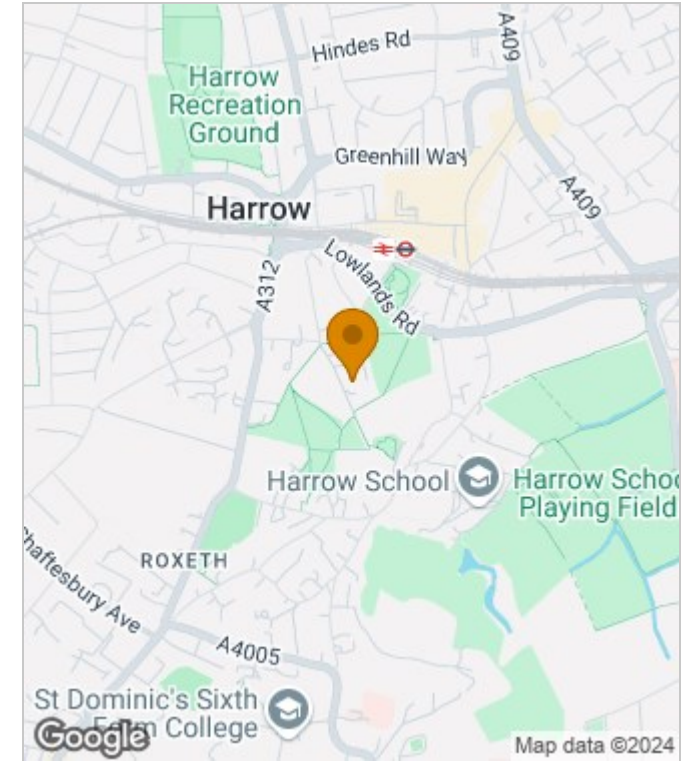 Hindes Rd
A409
Harrow
Recreation
Ground
Greenhill Way
A409
Harrow
Lowlands Rd
A312
Harrow School
Harrow Schoo
Playing Field
ROXETH
Shaftesbury Ave
A4005
St Dominic's Sixth
Form College
Google
Map data ©2024